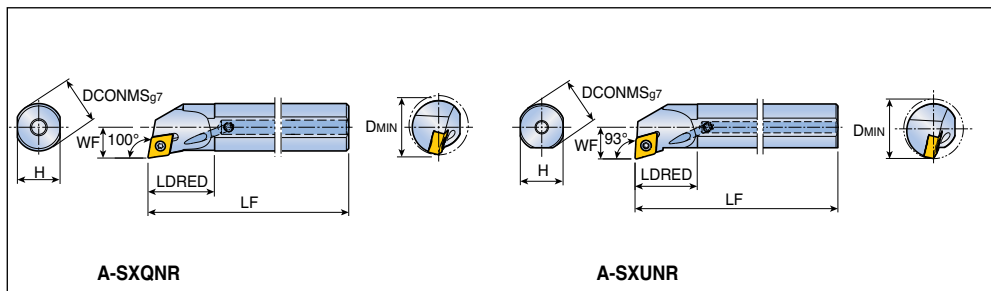 DCONMSg7
WF
100°
H
LDRED
LF
DMIN
A-SXQNR
DCONMSg7
WF
93°
H
LDRED
LF
DMIN
A-SXUNR